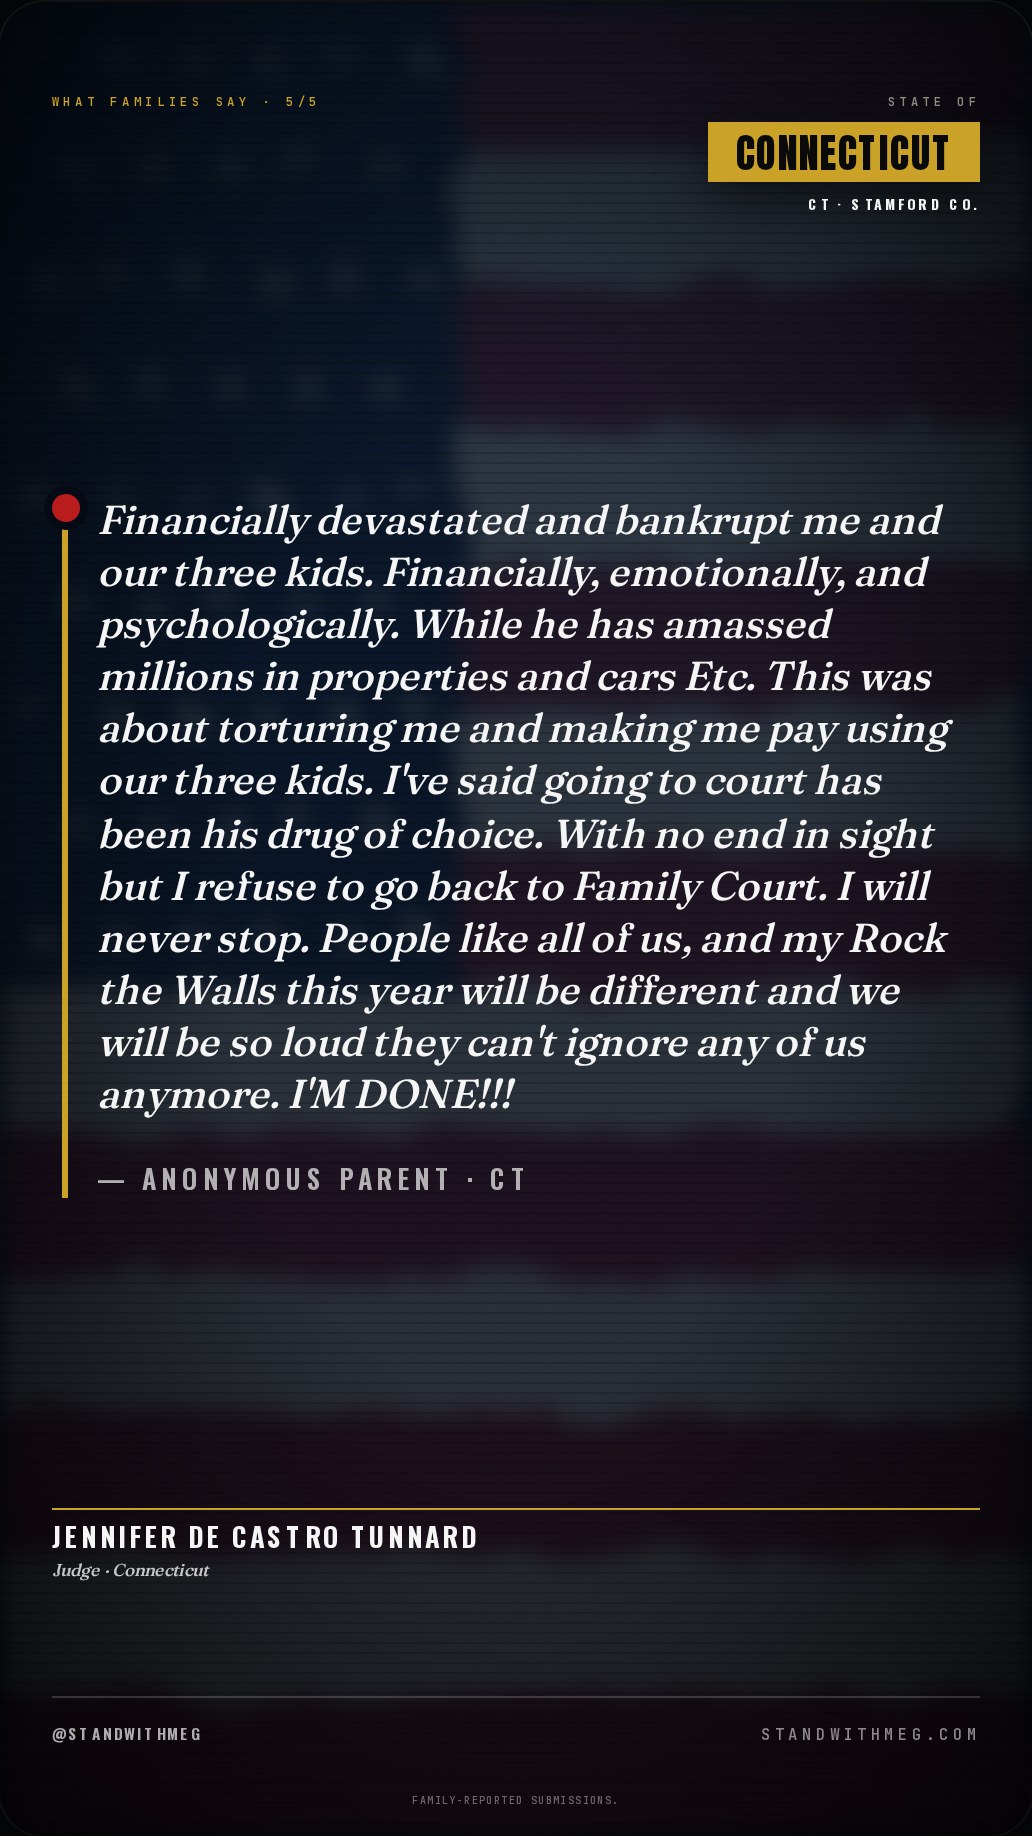 WHAT FAMILIES SAY · 5/5
STATE OF
CONNECTICUT
CT · STAMFORD CO.
Financially devastated and bankrupt me and
our three kids. Financially, emotionally, and
psychologically. While he has amassed
millions in properties and cars Etc. This was
about torturing me and making me pay using
our three kids. I've said going to court has
been his drug of choice. With no end in sight
but I refuse to go back to Family Court. I will
never stop. People like all of us, and my Rock
the Walls this year will be different and we
will be so loud they can't ignore any of us
anymore. I'M DONE!!!
— ANONYMOUS PARENT · CT
JENNIFER DE CASTRO TUNNARD
Judge · Connecticut
@STANDWITHMEG
STANDWITHMEG.COM
FAMILY-REPORTED SUBMISSIONS.